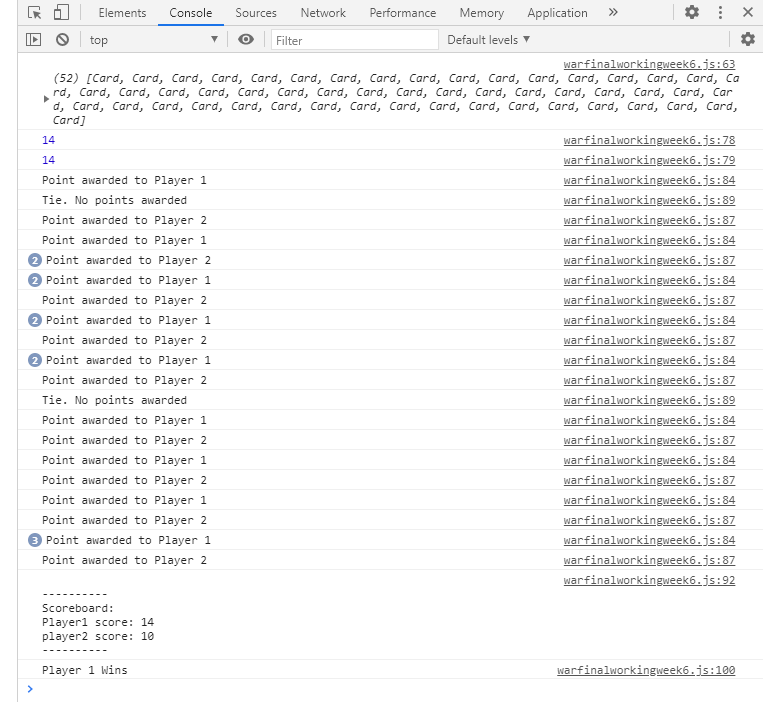 Elements Console Sources Network Performance Memory Application »
top Filter Default levels
warfinalworkingweek6.js:63
(52) [Card, Card, Card, Card, Card, Card, Card, Card, Card, Card, Card, Card, Card, Card, Card, Card, Ca
rd, Card, Card, Card, Card, Card, Card, Card, Card, Card, Card, Card, Card, Card, Card, Card, Car
d, Card, Card, Card, Card, Card, Card, Card, Card, Card, Card, Card, Card, Card, Card, Card, Card,
Card]
14 warfinalworkingweek6.js:78
14 warfinalworkingweek6.js:79
Point awarded to Player 1 warfinalworkingweek6.js:84
Tie. No points awarded warfinalworkingweek6.js:89
Point awarded to Player 2 warfinalworkingweek6.js:87
Point awarded to Player 1 warfinalworkingweek6.js:84
2 Point awarded to Player 2 warfinalworkingweek6.js:87
2 Point awarded to Player 1 warfinalworkingweek6.js:84
Point awarded to Player 2 warfinalworkingweek6.js:87
2 Point awarded to Player 1 warfinalworkingweek6.js:84
Point awarded to Player 2 warfinalworkingweek6.js:87
2 Point awarded to Player 1 warfinalworkingweek6.js:84
Point awarded to Player 2 warfinalworkingweek6.js:87
Tie. No points awarded warfinalworkingweek6.js:89
Point awarded to Player 1 warfinalworkingweek6.js:84
Point awarded to Player 2 warfinalworkingweek6.js:87
Point awarded to Player 1 warfinalworkingweek6.js:84
Point awarded to Player 2 warfinalworkingweek6.js:87
Point awarded to Player 1 warfinalworkingweek6.js:84
Point awarded to Player 2 warfinalworkingweek6.js:87
3 Point awarded to Player 1 warfinalworkingweek6.js:84
Point awarded to Player 2 warfinalworkingweek6.js:87
warfinalworkingweek6.js:92
----------
Scoreboard:
Player1 score: 14
player2 score: 10
----------
Player 1 Wins warfinalworkingweek6.js:100